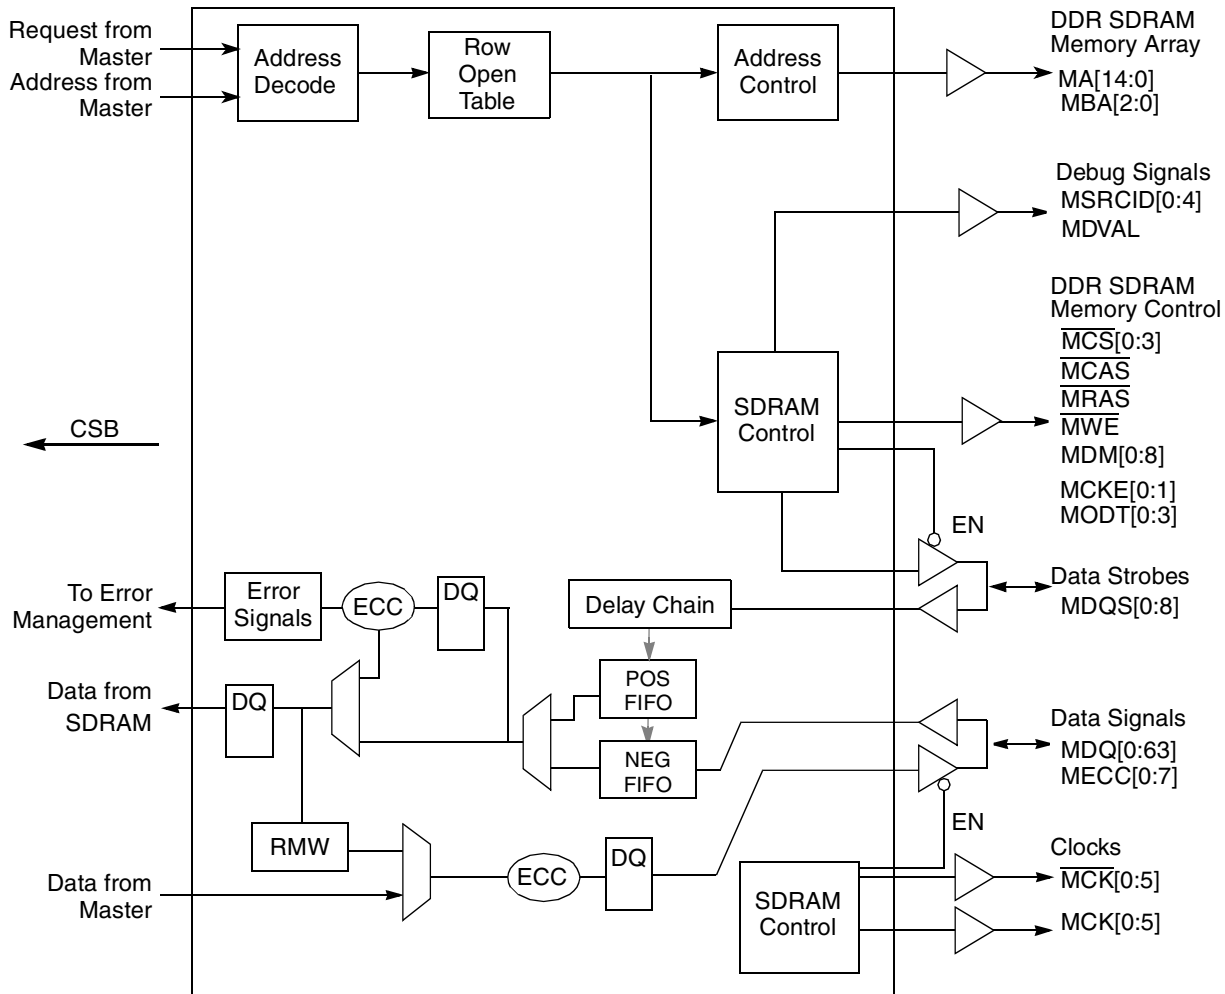 Request from
Master
Address from
Master
Address
Decode
Row
Open
Table
Address
Control
DDR SDRAM
Memory Array
MA[14:0]
MBA[2:0]
Debug Signals
MSRCID[0:4]
MDVAL
DDR SDRAM
Memory Control
MCS[0:3]
MCAS
MRAS
MWE
MDM[0:8]
MCKE[0:1]
MODT[0:3]
SDRAM
Control
CSB
EN
Data Strobes
MDQS[0:8]
To Error
Management
Error
Signals
ECC
DQ
Delay Chain
POS
FIFO
NEG
FIFO
Data from
SDRAM
DQ
Data Signals
MDQ[0:63]
MECC[0:7]
EN
RMW
Data from
Master
ECC
DQ
SDRAM
Control
Clocks
MCK[0:5]
MCK[0:5]